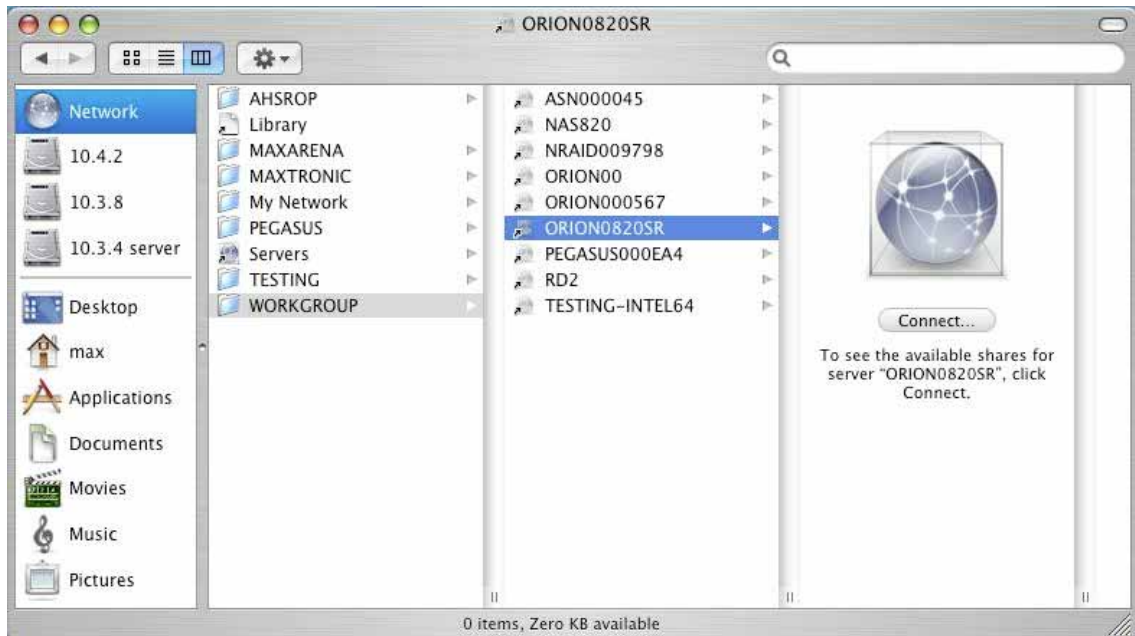 ORION0820SR
Network
10.4.2
10.3.8
10.3.4 server
Desktop
max
Applications
Documents
Movies
Music
Pictures
AHSROP
Library
MAXARENA
MAXTRONIC
My Network
PEGASUS
Servers
TESTING
WORKGROUP
ASN000045
NAS820
NRAID009798
ORION00
ORION000567
ORION0820SR
PEGASUS000EA4
RD2
TESTING-INTEL64
Connect...
To see the available shares for
server "ORION0820SR", click
Connect.
0 items, Zero KB available